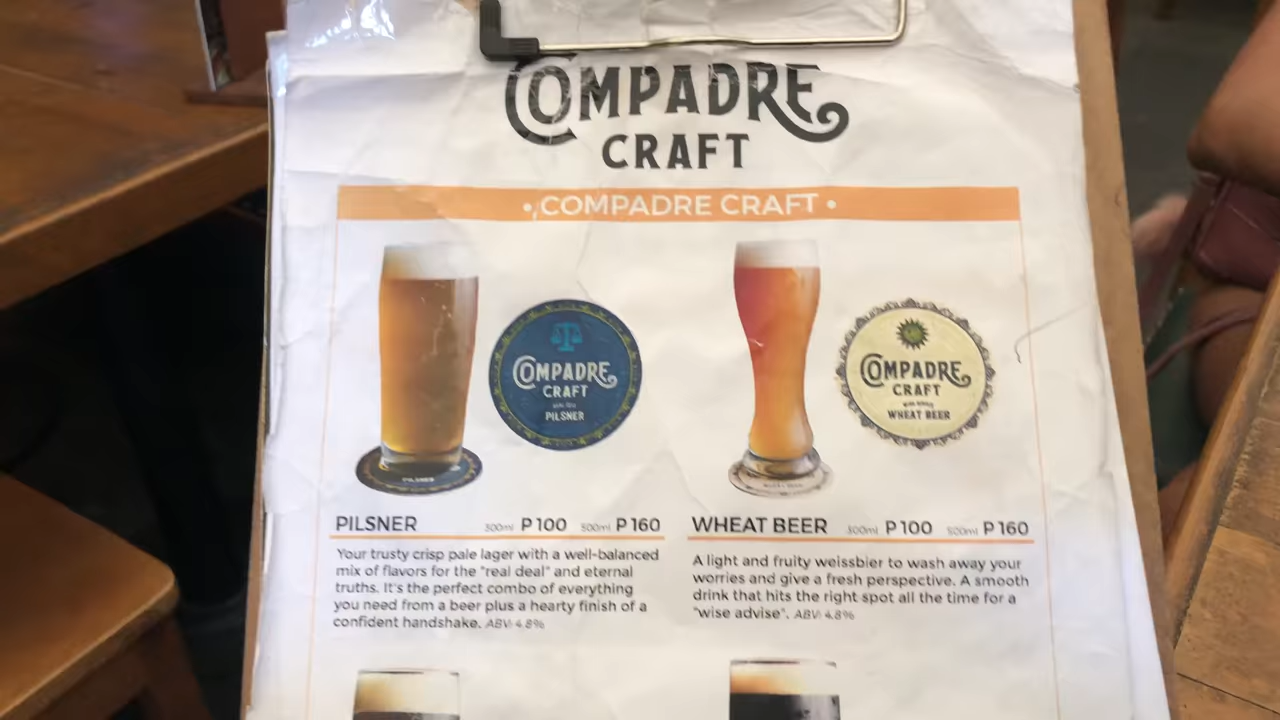 COMPADRE
CRAFT
• COMPADRE CRAFT •
COMPADRE
CRAFT
PILSNER
COMPADRE
CRAFT
WHEAT BEER
PILSNER
PILSNER 300ml P100 500ml P160
Your trusty crisp pale lager with a well-balanced
mix of flavors for the "real deal" and eternal
truths. It's the perfect combo of everything
you need from a beer plus a hearty finish of a
confident handshake. ABV: 4.8%
WHEAT BEER 300ml P100 500ml P160
A light and fruity weissbier to wash away your
worries and give a fresh perspective. A smooth
drink that hits the right spot all the time for a
"wise advise". ABV: 4.8%